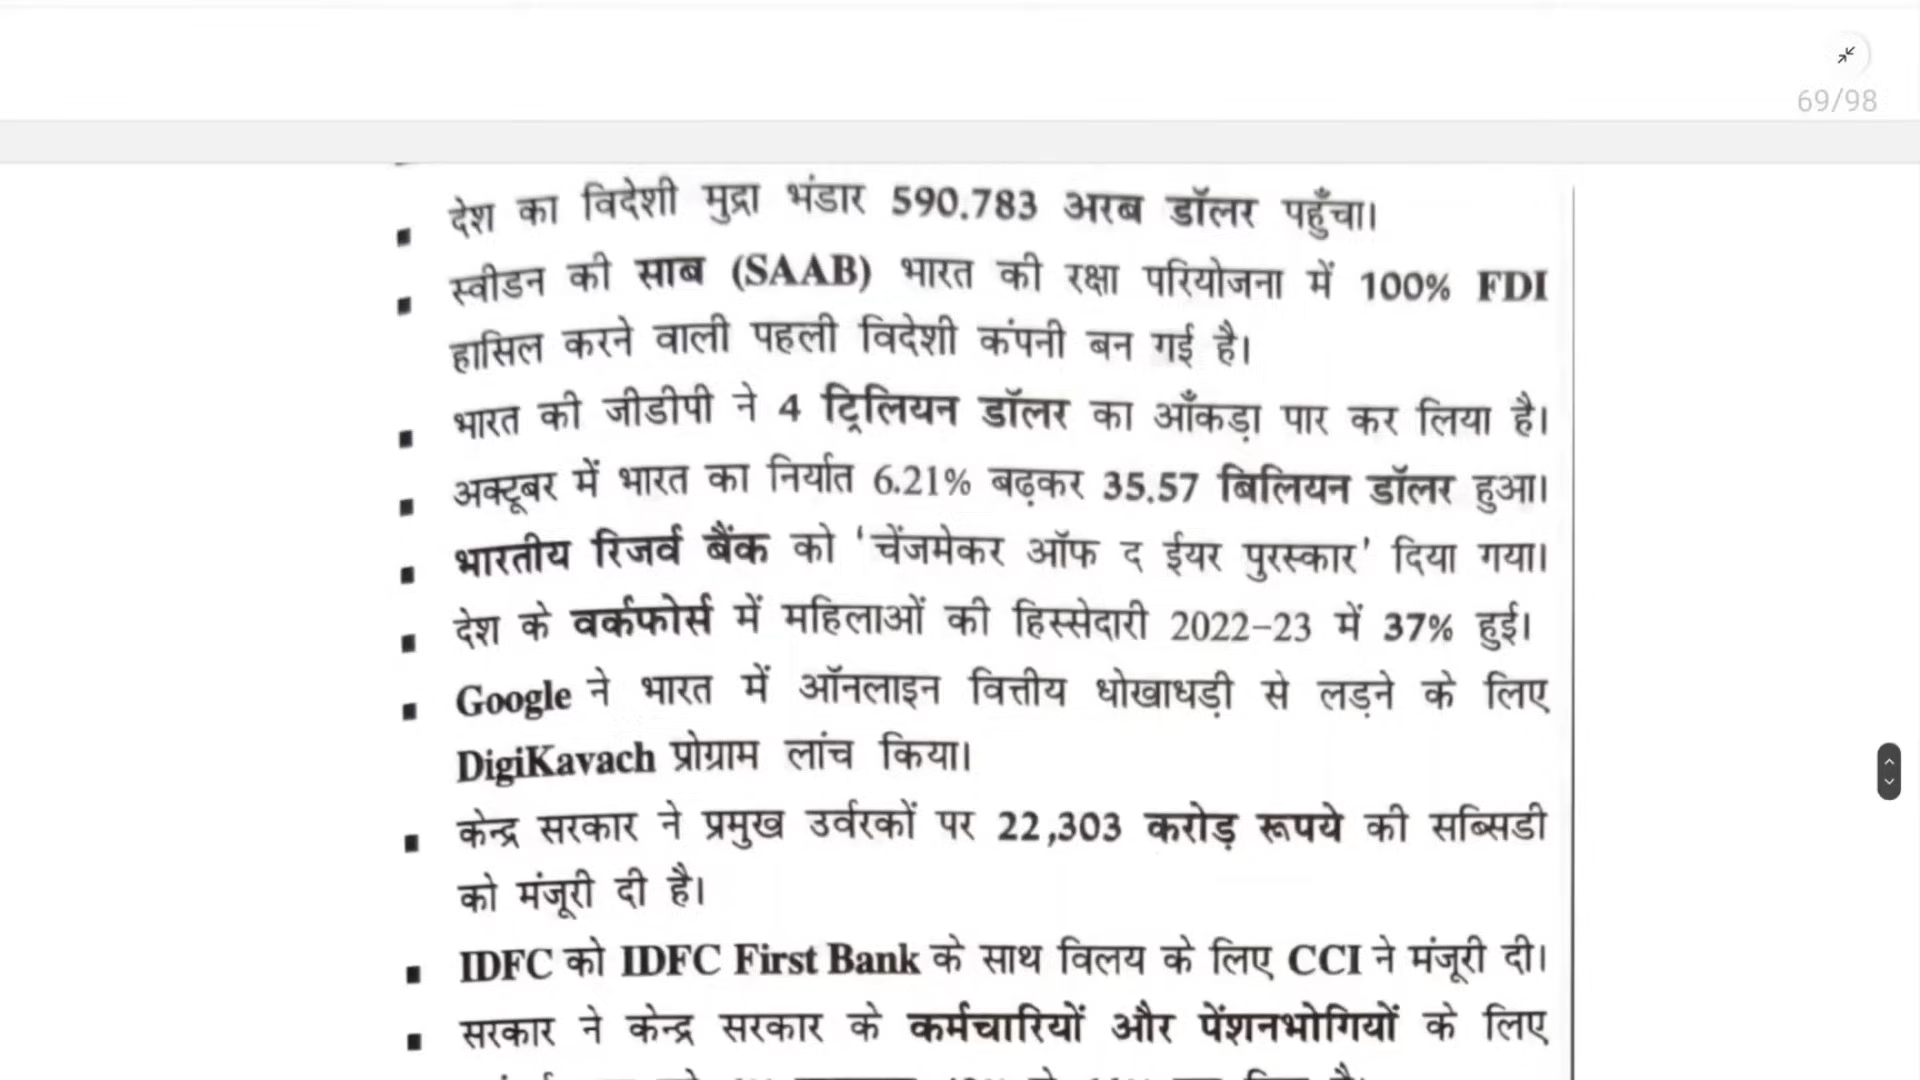 69/98
देश का विदेशी मुद्रा भंडार 590.783 अरब डॉलर पहुँचा।
स्वीडन की साब (SAAB) भारत की रक्षा परियोजना में 100% FDI
हासिल करने वाली पहली विदेशी कंपनी बन गई है।
भारत की जीडीपी ने 4 ट्रिलियन डॉलर का आँकड़ा पार कर लिया है।
अक्टूबर में भारत का निर्यात 6.21% बढ़कर 35.57 बिलियन डॉलर हुआ।
भारतीय रिजर्व बैंक को 'चेंजमेकर ऑफ द ईयर पुरस्कार' दिया गया।
देश के वर्कफोर्स में महिलाओं की हिस्सेदारी 2022-23 में 37% हुई।
Google ने भारत में ऑनलाइन वित्तीय धोखाधड़ी से लड़ने के लिए
DigiKavach प्रोग्राम लांच किया।
केन्द्र सरकार ने प्रमुख उर्वरकों पर 22,303 करोड़ रूपये की सब्सिडी
को मंजूरी दी है।
IDFC को IDFC First Bank के साथ विलय के लिए CCI ने मंजूरी दी।
सरकार ने केन्द्र सरकार के कर्मचारियों और पेंशनभोगियों के लिए